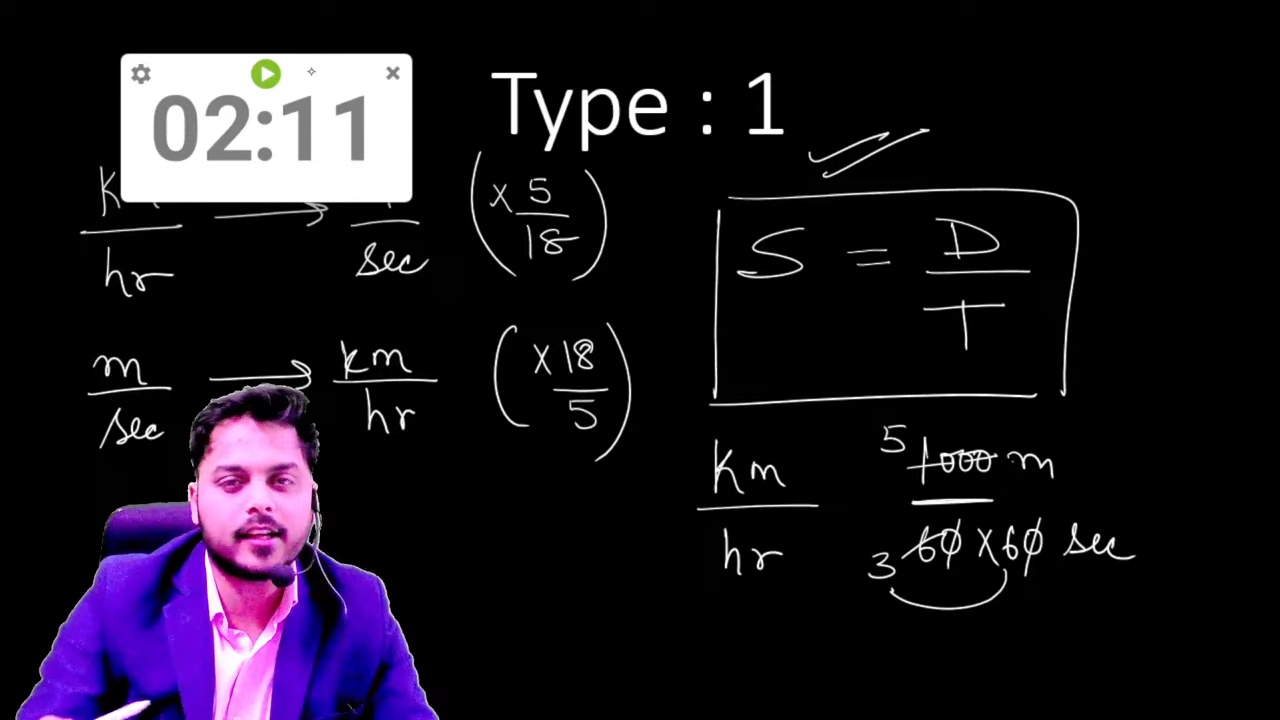 02:11
Type : 1
hr
sec
(× 5/18)
S = D/T
m/sec → km/hr (× 18/5)
km/hr
5 1000 m
3 60 × 60 sec